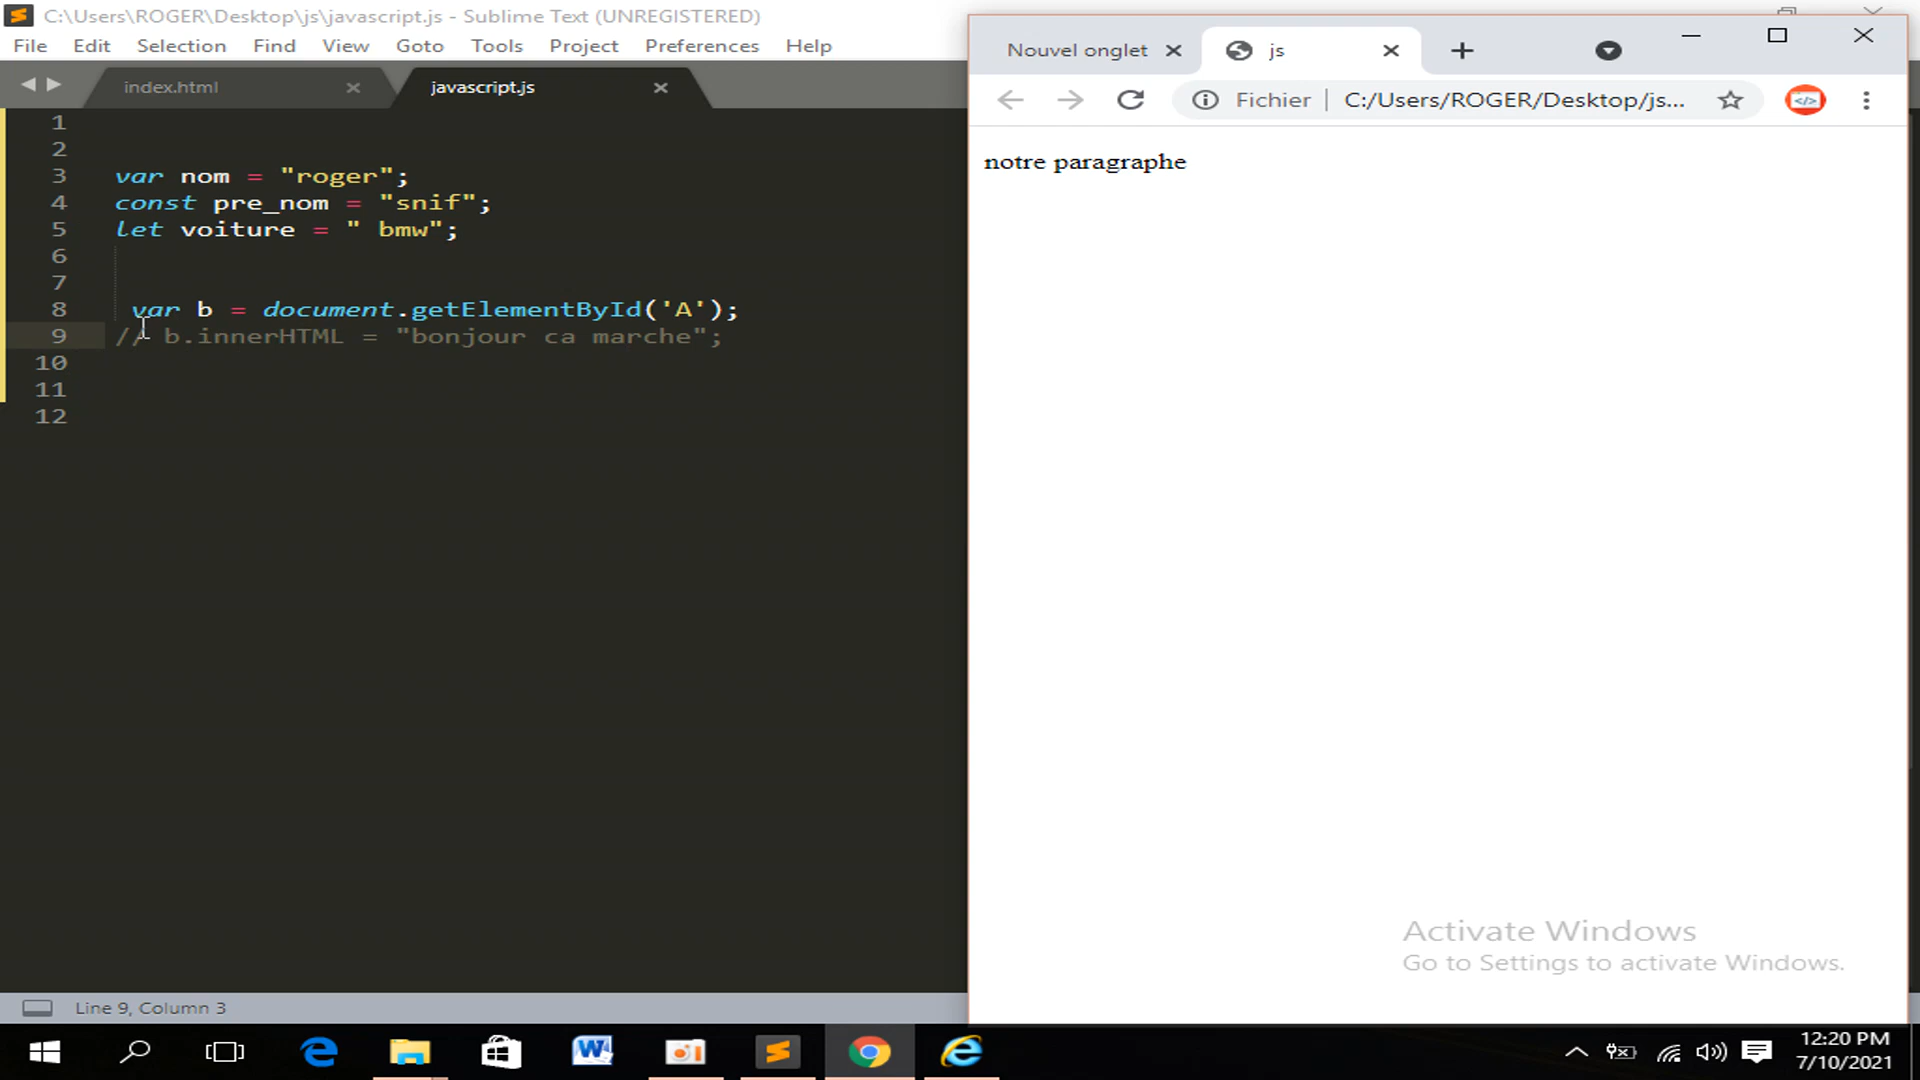 C:\Users\ROGER\Desktop\js\javascript.js - Sublime Text (UNREGISTERED)
File Edit Selection Find View Goto Tools Project Preferences Help
index.html
javascript.js
1
2
3 var nom = "roger";
4 const pre_nom = "snif";
5 let voiture = " bmw";
6
7
8 var b = document.getElementById('A');
9 // b.innerHTML = "bonjour ca marche";
10
11
12
Line 9, Column 3
Nouvel onglet
js
Fichier | C:/Users/ROGER/Desktop/js...
notre paragraphe
Activate Windows
Go to Settings to activate Windows.
12:20 PM
7/10/2021